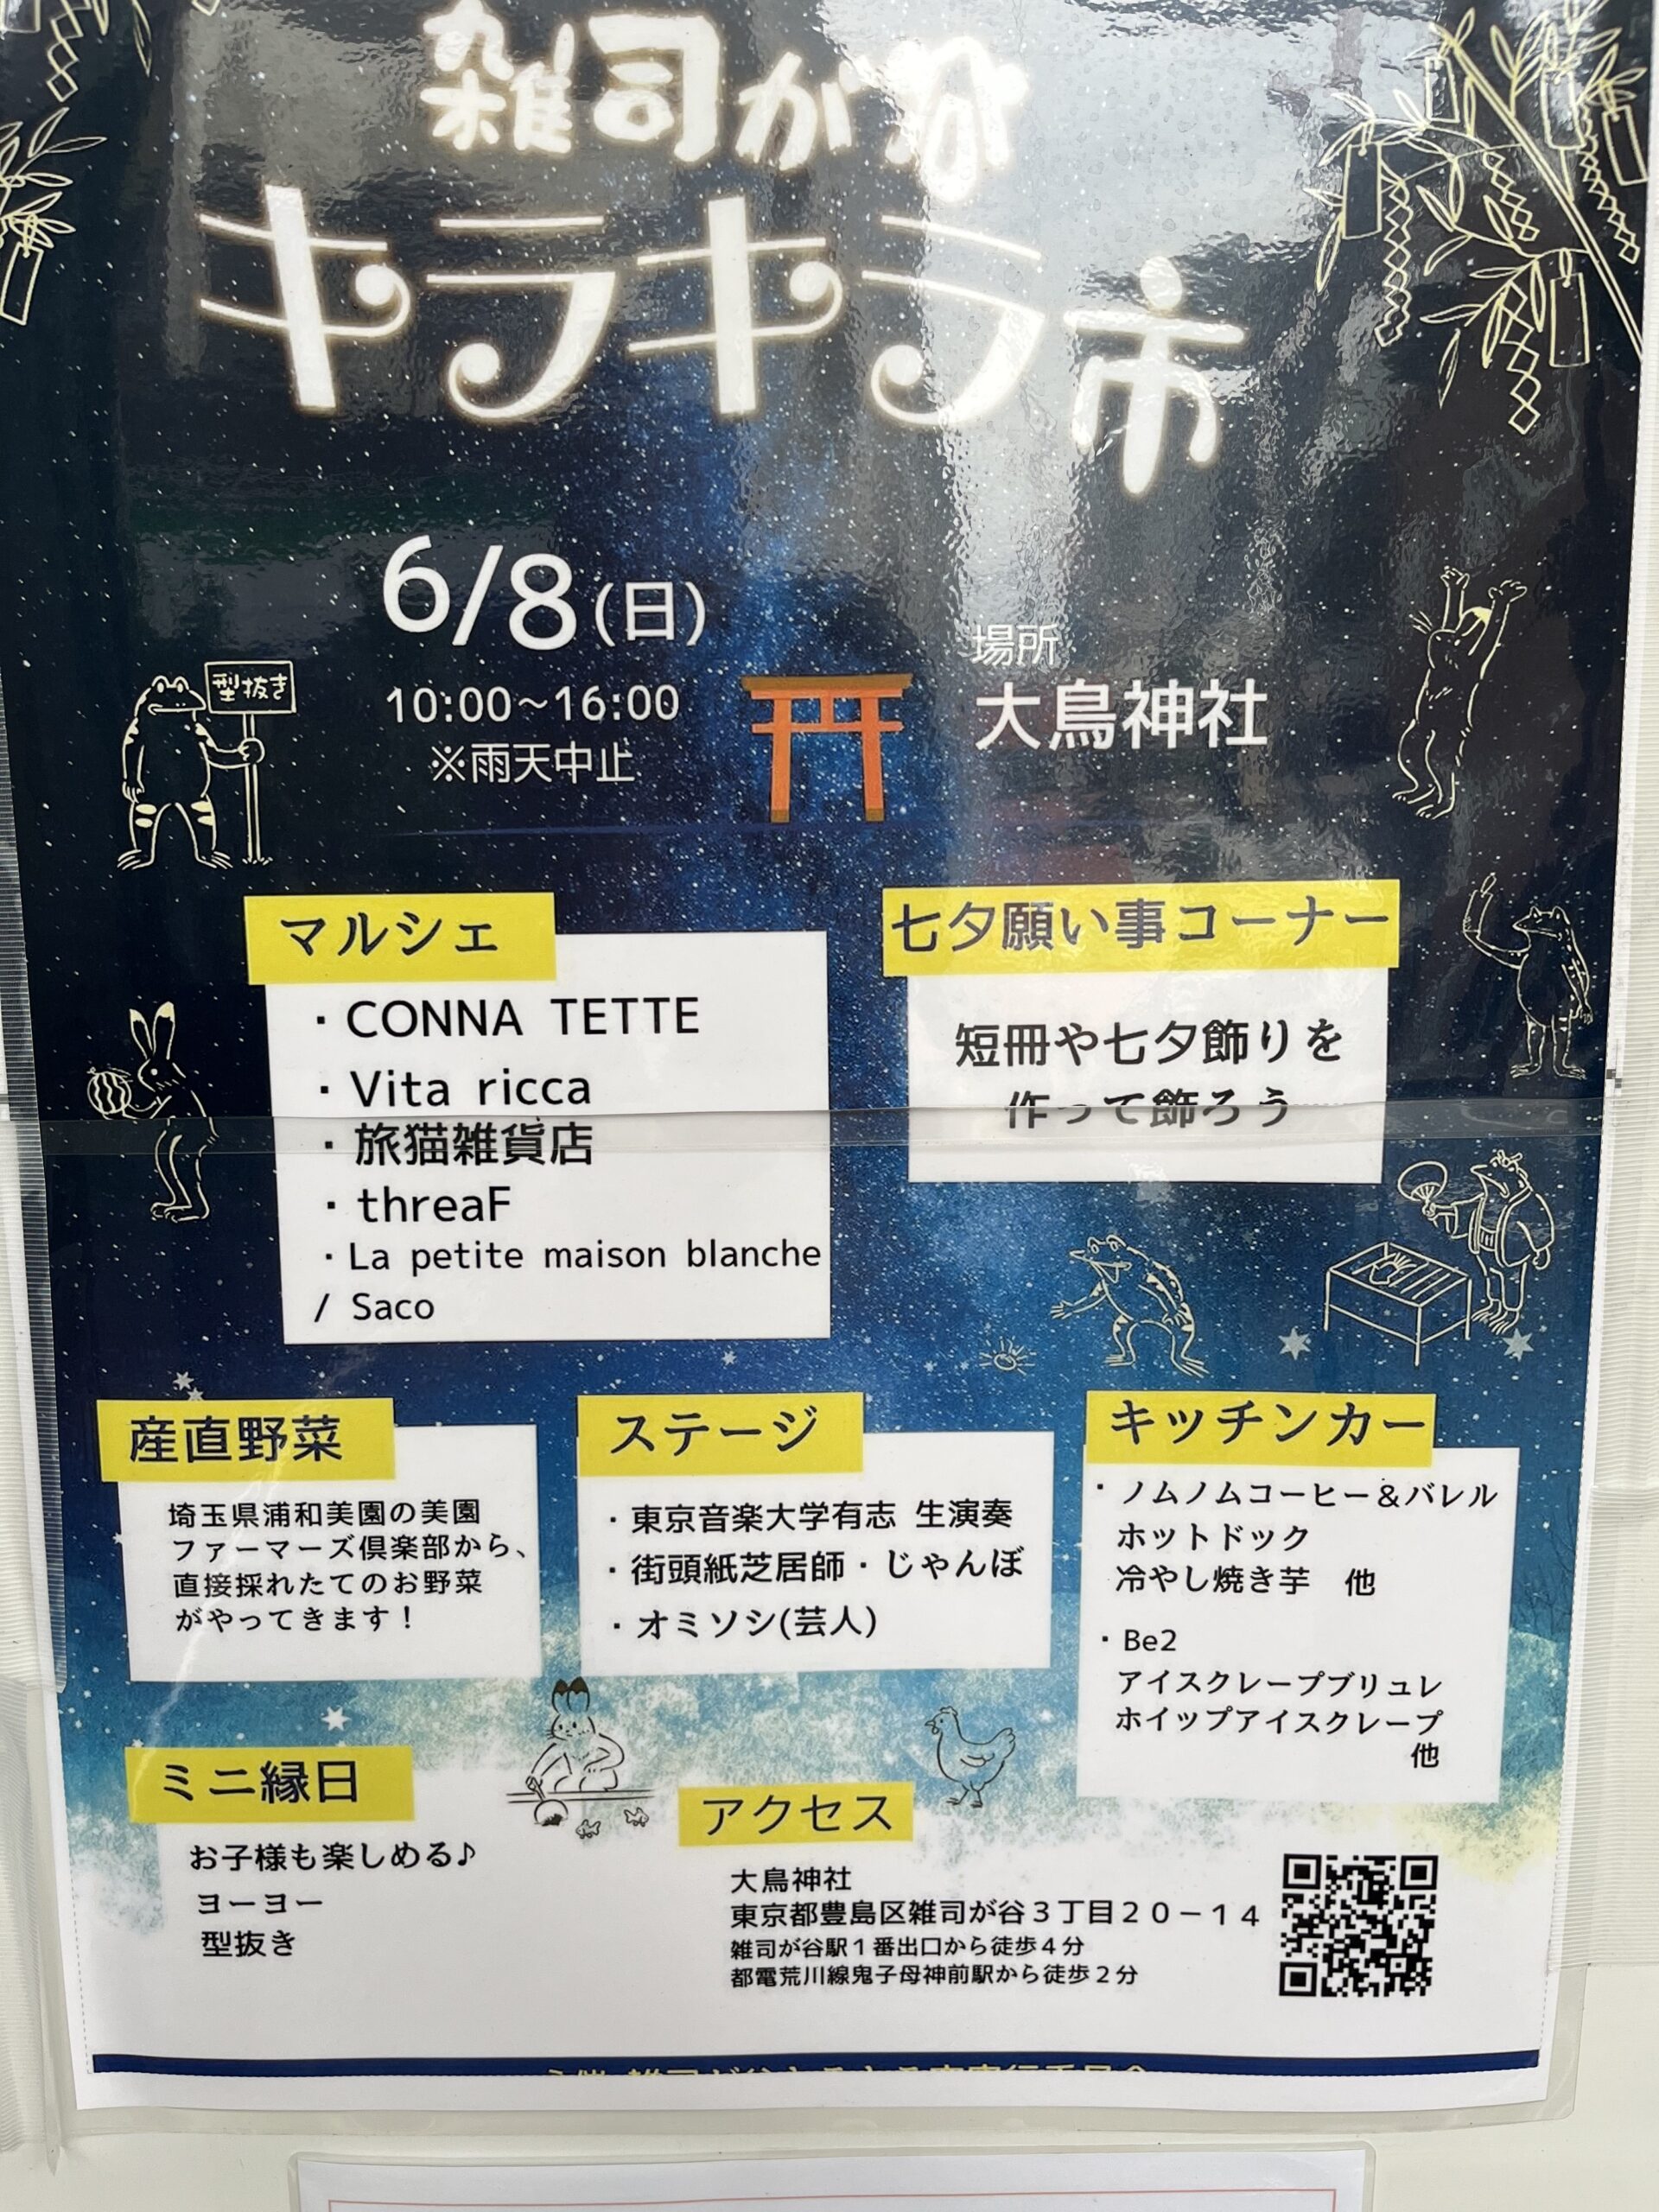 雑司が谷
キラキラ市
6/8(日)
10:00～16:00
※雨天中止
場所
大鳥神社
型抜き
マルシェ
・CONNA TETTE
・Vita ricca
・旅猫雑貨店
・threaF
・La petite maison blanche
/ Saco
七夕願い事コーナー
短冊や七夕飾りを
作って飾ろう
産直野菜
埼玉県浦和美園の美園
ファーマーズ倶楽部から、
直接採れたてのお野菜
がやってきます！
ステージ
・東京音楽大学有志 生演奏
・街頭紙芝居師・じゃんぼ
・オミソシ(芸人)
キッチンカー
・ノムノムコーヒー＆バレル
ホットドック
冷やし焼き芋 他
・Be2
アイスクレープブリュレ
ホイップアイスクレープ
他
ミニ縁日
お子様も楽しめる♪
ヨーヨー
型抜き
アクセス
大鳥神社
東京都豊島区雑司が谷３丁目２０－１４
雑司が谷駅１番出口から徒歩４分
都電荒川線鬼子母神前駅から徒歩２分